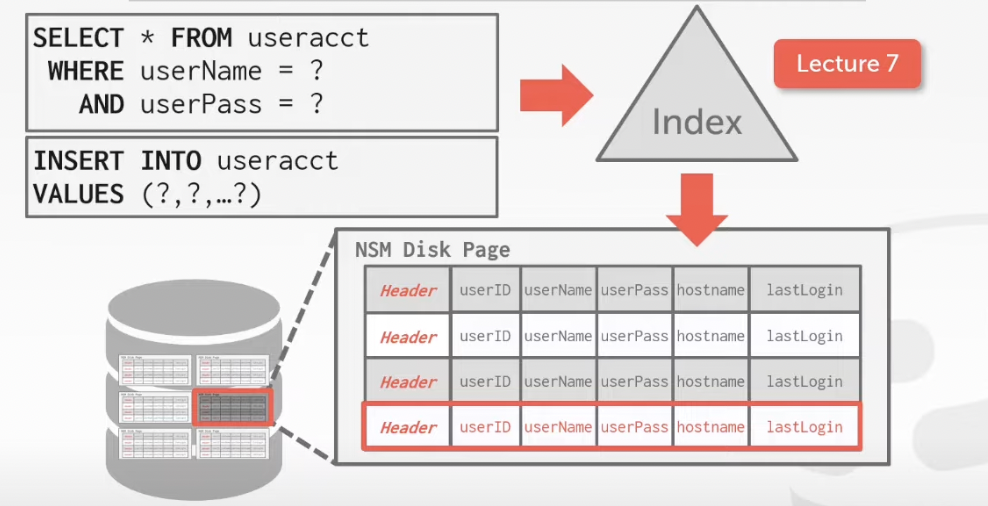 SELECT * FROM useracct
WHERE userName = ?
AND userPass = ?
Index
Lecture 7
INSERT INTO useracct
VALUES (?,?,…?)
NSM Disk Page
Header userID userName userPass hostname lastLogin
Header userID userName userPass hostname lastLogin
Header userID userName userPass hostname lastLogin
Header userID userName userPass hostname lastLogin